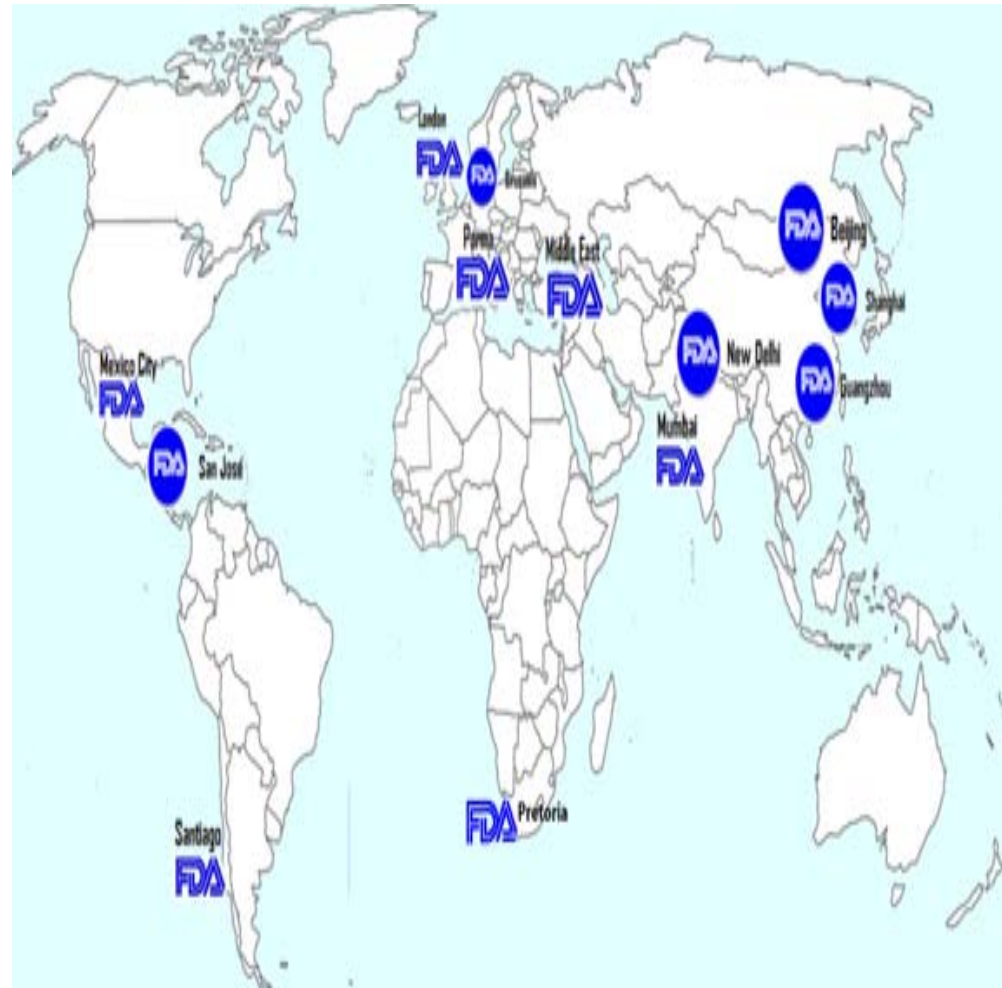 London
FDA
FDA Brussels
Parma
FDA
Middle East
FDA
FDA Beijing
FDA Shanghai
FDA New Delhi
FDA Guangzhou
Mexico City
FDA
Mumbai
FDA
FDA San José
FDA Pretoria
Santiago
FDA